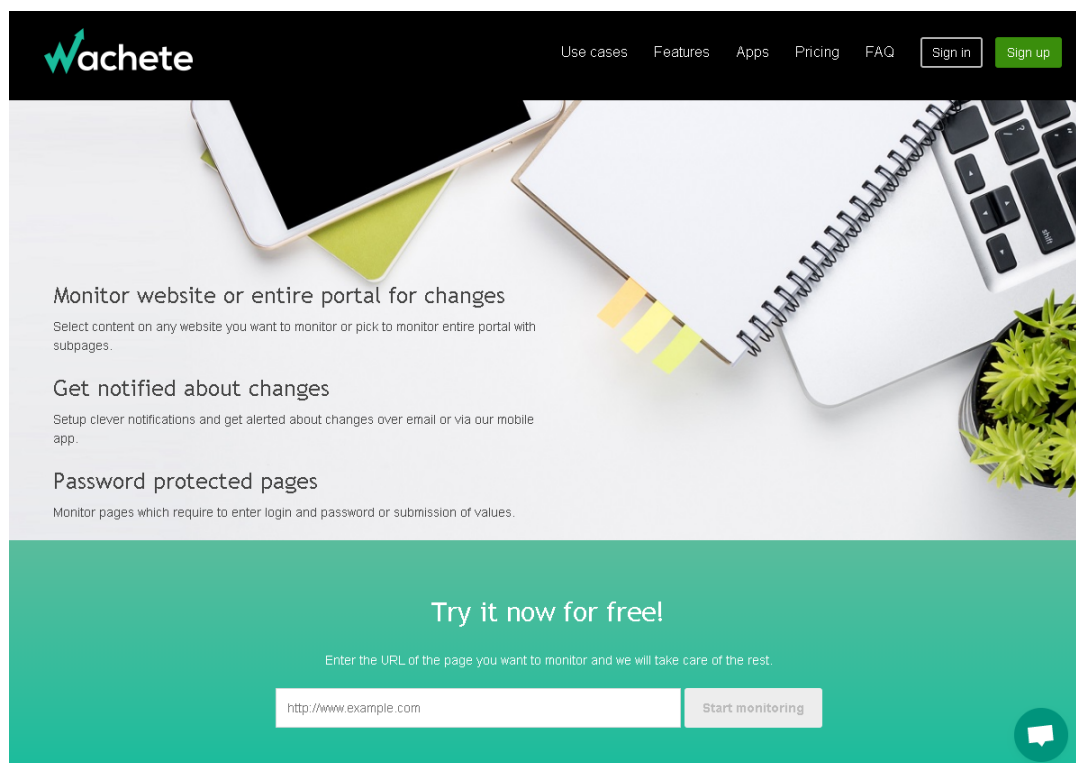 Wachete
Use cases Features Apps Pricing FAQ Sign in Sign up
shift
Monitor website or entire portal for changes
Select content on any website you want to monitor or pick to monitor entire portal with
subpages.
Get notified about changes
Setup clever notifications and get alerted about changes over email or via our mobile
app.
Password protected pages
Monitor pages which require to enter login and password or submission of values.
Try it now for free!
Enter the URL of the page you want to monitor and we will take care of the rest.
http://www.example.com Start monitoring